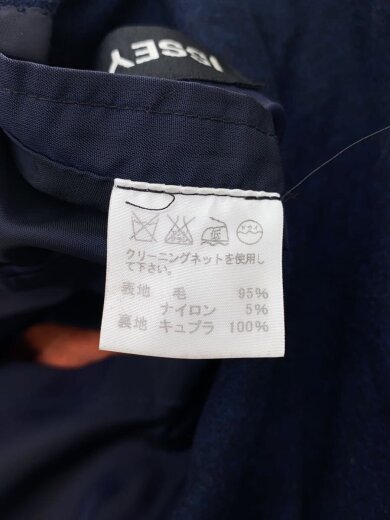 ISSEY
クリーニングネットを使用し
て下さい。
表地 毛 95%
ナイロン 5%
裏地 キュプラ 100%